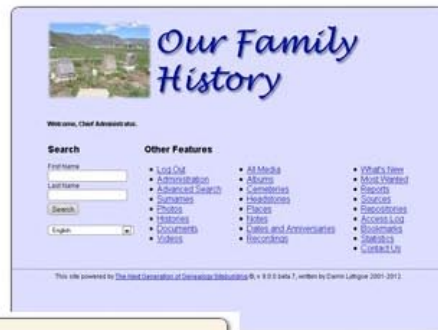 Our Family
History
Welcome, Chief Administrator.
Search
Other Features
First Name
Last Name
Search
English
Log Out
Administration
Advanced Search
Surnames
Photos
Histories
Documents
Videos
All Media
Albums
Cemeteries
Headstones
Places
Notes
Dates and Anniversaries
Recordings
What's New
Most Wanted
Reports
Sources
Repositories
Access Log
Bookmarks
Statistics
Contact Us
This site powered by The Next Generation of Genealogy Sitebuilding ©, v. 9.0.0 beta 7, written by Darrin Lythgoe 2001-2012.